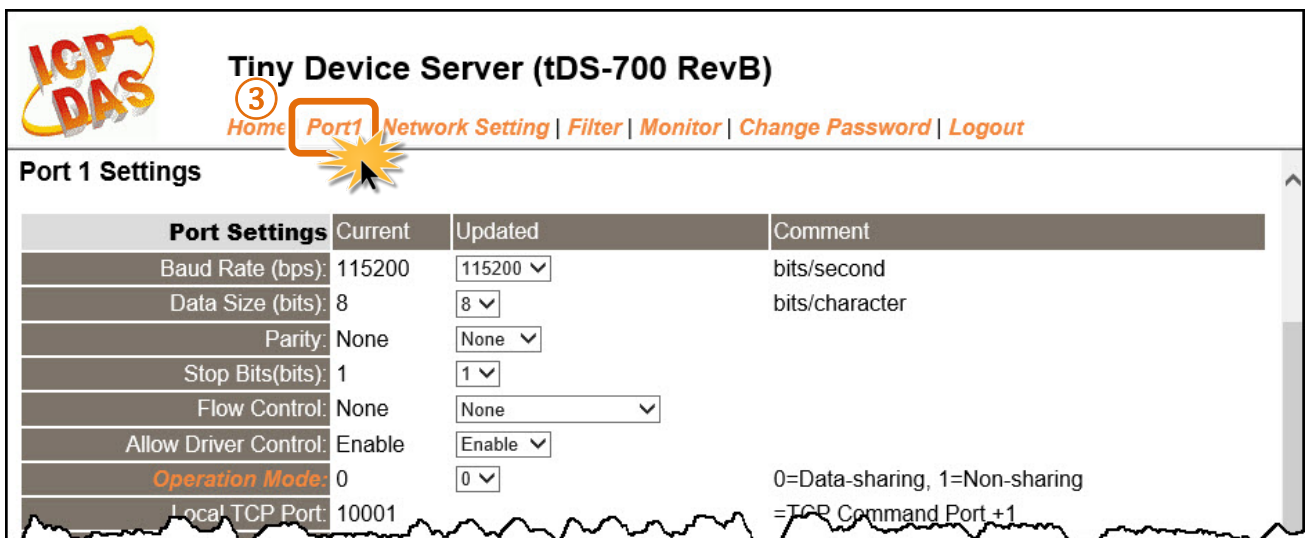 ICP
DAS
Tiny Device Server (tDS-700 RevB)
3
Home | Port1 | Network Setting | Filter | Monitor | Change Password | Logout
Port 1 Settings
Port Settings Current Updated Comment
Baud Rate (bps): 115200 115200 bits/second
Data Size (bits): 8 8 bits/character
Parity: None None
Stop Bits(bits): 1 1
Flow Control: None None
Allow Driver Control: Enable Enable
Operation Mode: 0 0 0=Data-sharing, 1=Non-sharing
Local TCP Port: 10001 =TCP Command Port +1